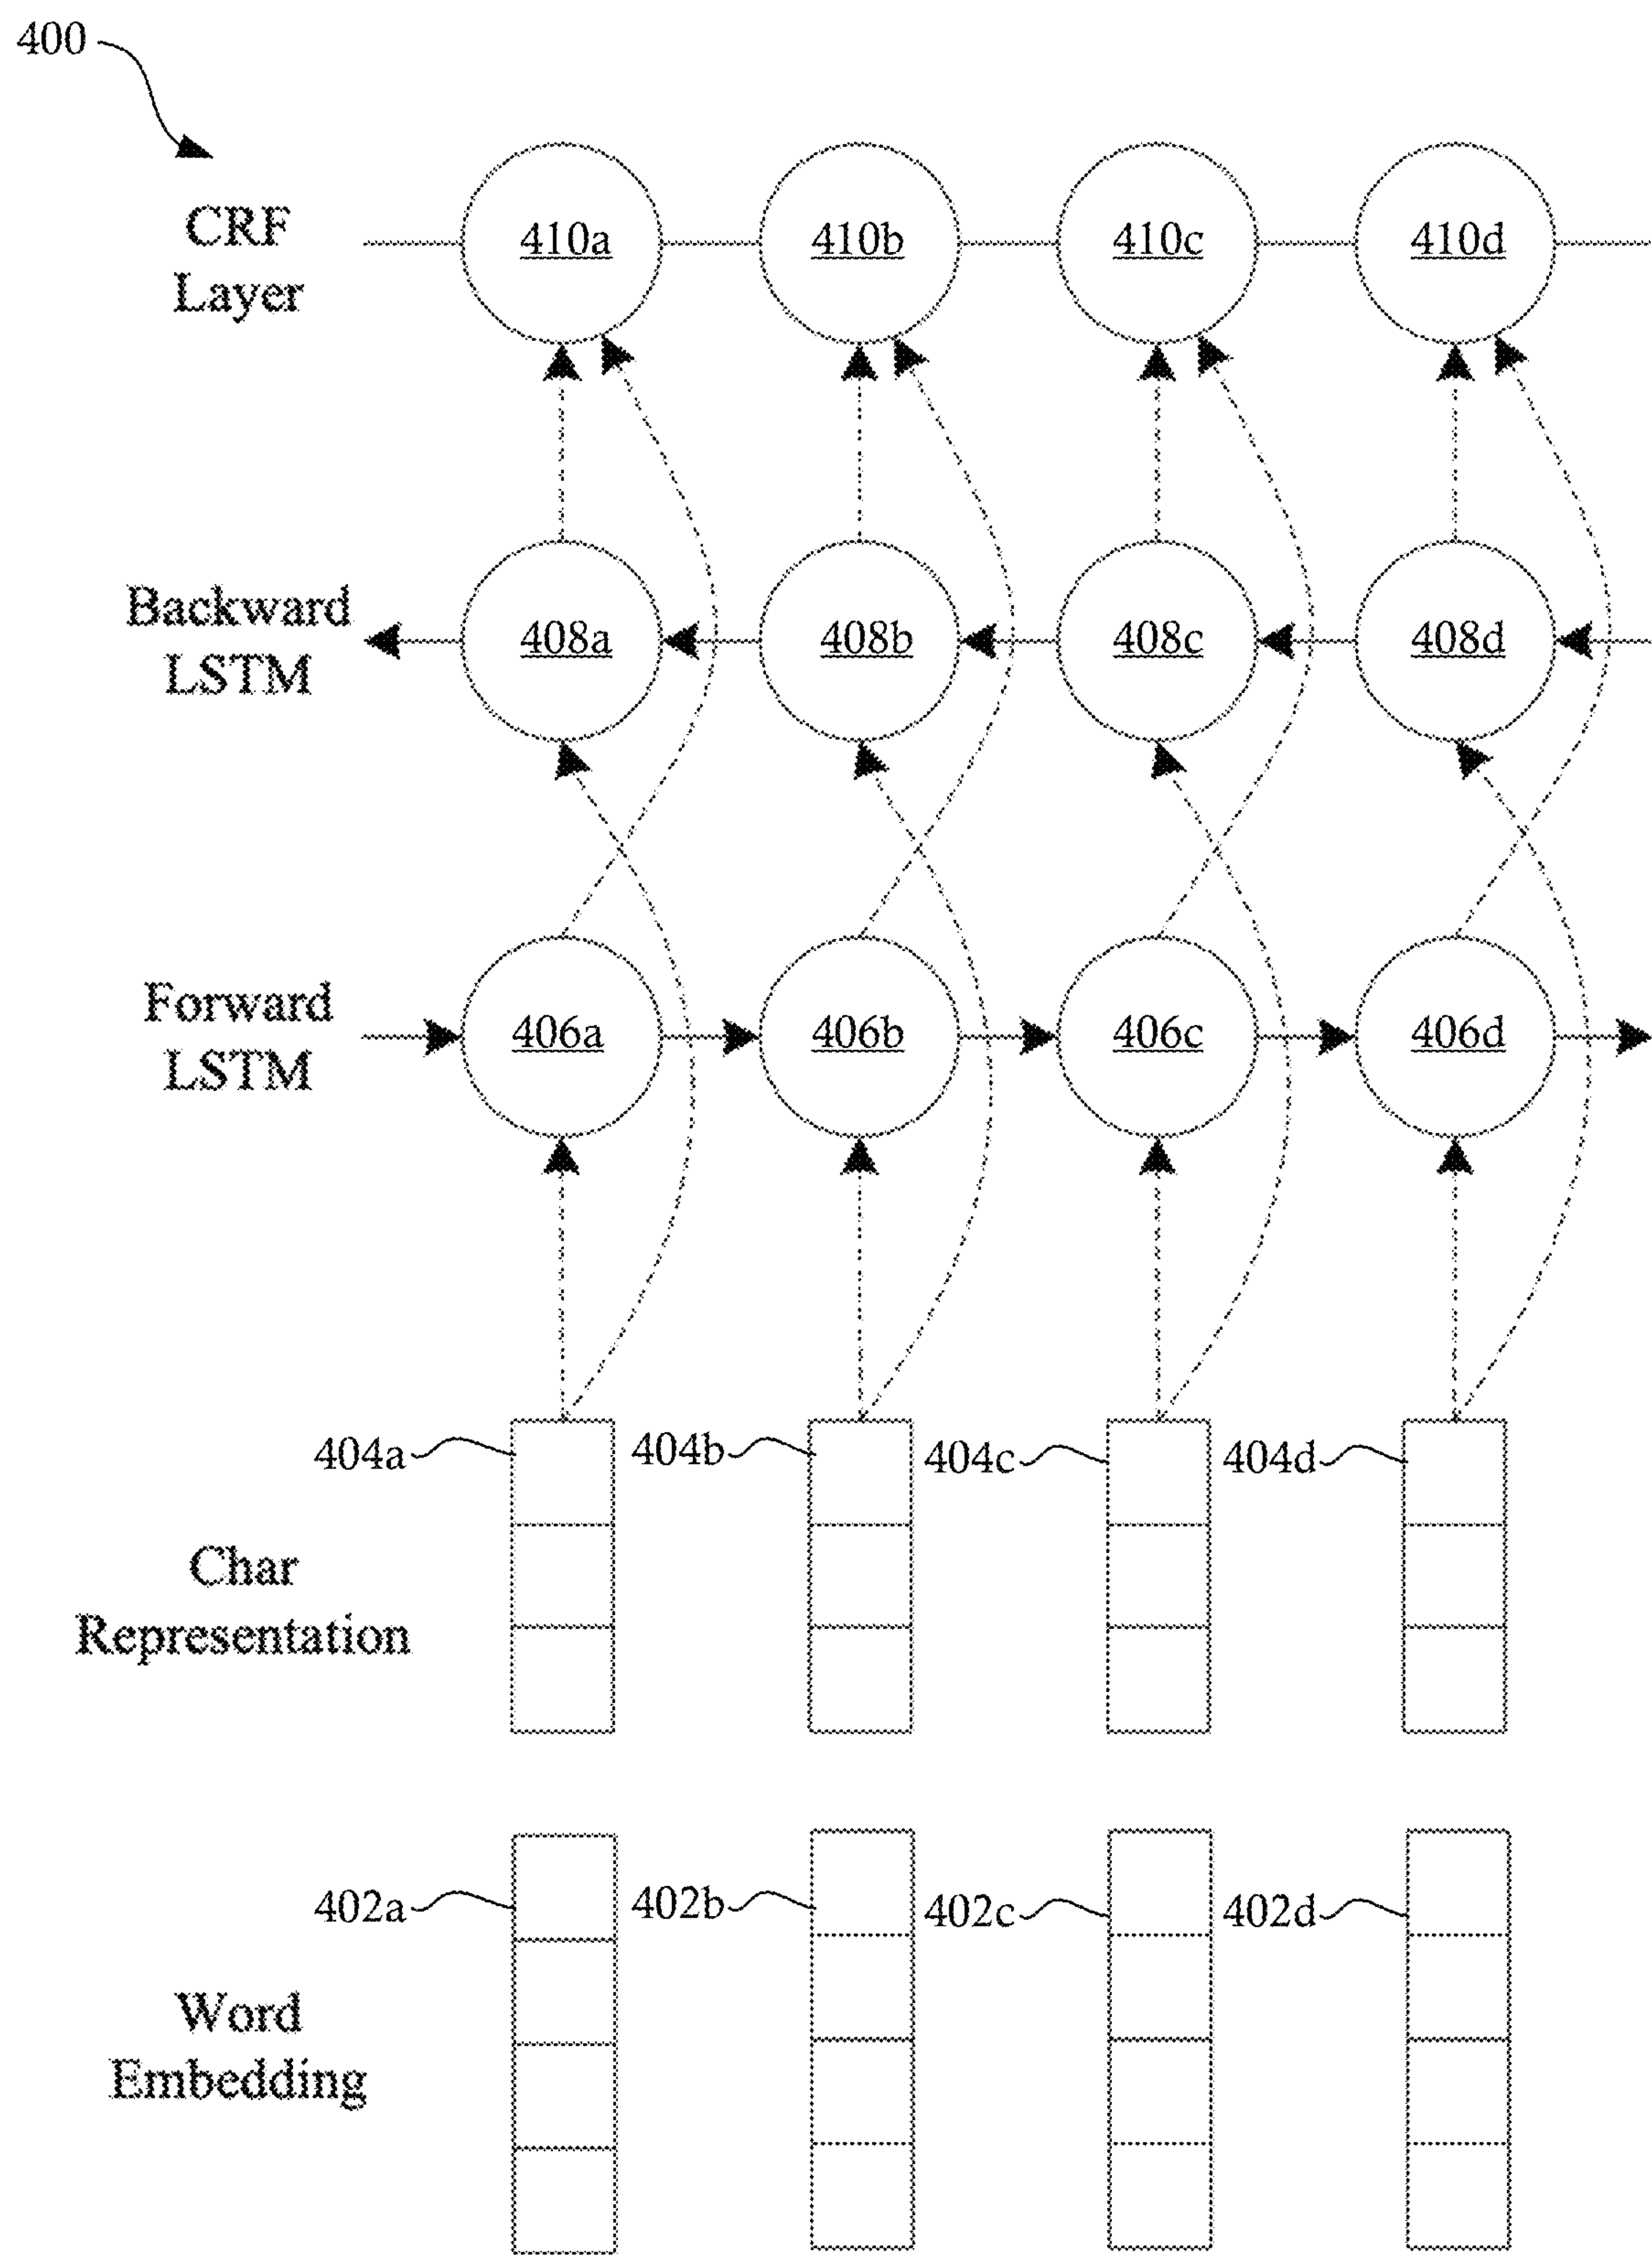 400
CRF
Layer
410a 410b 410c 410d
Backward
LSTM
408a 408b 408c 408d
Forward
LSTM
406a 406b 406c 406d
404a 404b 404c 404d
Char
Representation
402a 402b 402c 402d
Word
Embedding